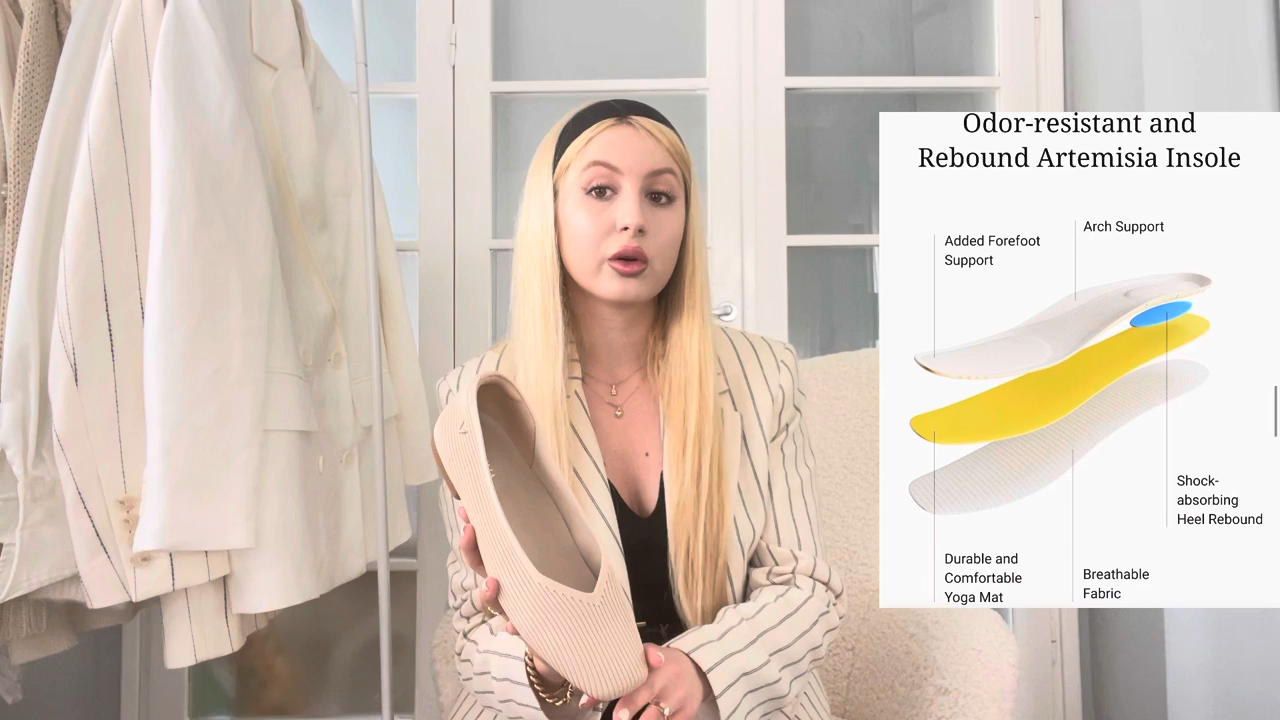 Odor-resistant and
Rebound Artemisia Insole
Arch Support
Added Forefoot
Support
Shock-
absorbing
Heel Rebound
Durable and
Comfortable
Yoga Mat
Breathable
Fabric